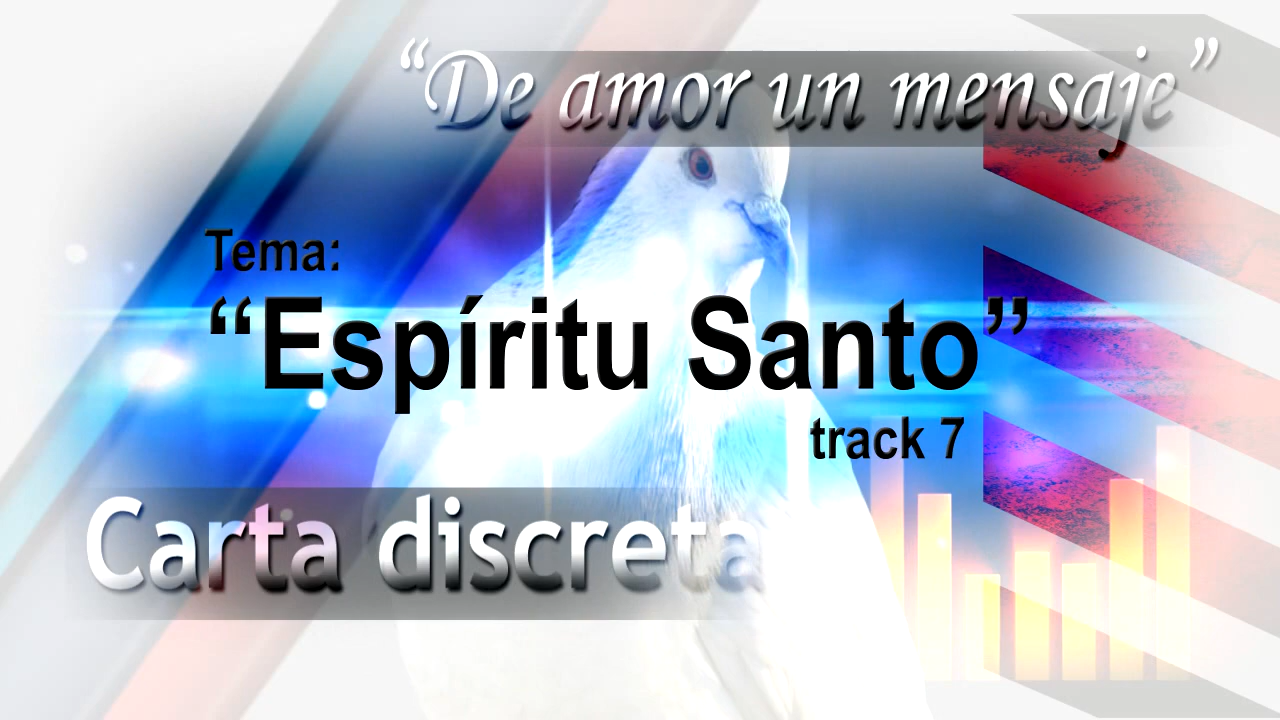 “De amor un mensaje”
Tema:
“Espíritu Santo”
track 7
Carta discreta